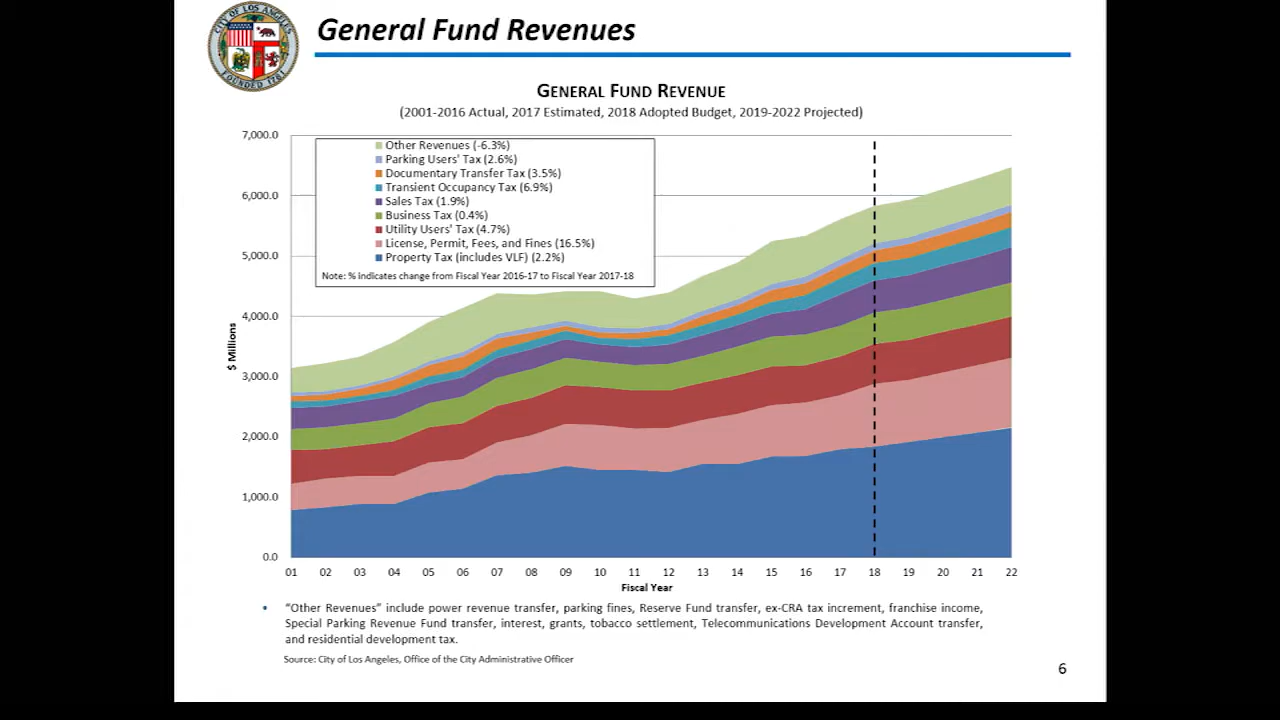 CITY OF LOS ANGELES
FOUNDED 1781
General Fund Revenues
GENERAL FUND REVENUE
(2001-2016 Actual, 2017 Estimated, 2018 Adopted Budget, 2019-2022 Projected)
7,000.0
6,000.0
5,000.0
4,000.0
3,000.0
2,000.0
1,000.0
0.0
$ Millions
Other Revenues (-6.3%)
Parking Users' Tax (2.6%)
Documentary Transfer Tax (3.5%)
Transient Occupancy Tax (6.9%)
Sales Tax (1.9%)
Business Tax (0.4%)
Utility Users' Tax (4.7%)
License, Permit, Fees, and Fines (16.5%)
Property Tax (includes VLF) (2.2%)
Note: % indicates change from Fiscal Year 2016-17 to Fiscal Year 2017-18
01 02 03 04 05 06 07 08 09 10 11 12 13 14 15 16 17 18 19 20 21 22
Fiscal Year
• “Other Revenues” include power revenue transfer, parking fines, Reserve Fund transfer, ex-CRA tax increment, franchise income,
Special Parking Revenue Fund transfer, interest, grants, tobacco settlement, Telecommunications Development Account transfer,
and residential development tax.
Source: City of Los Angeles, Office of the City Administrative Officer
6